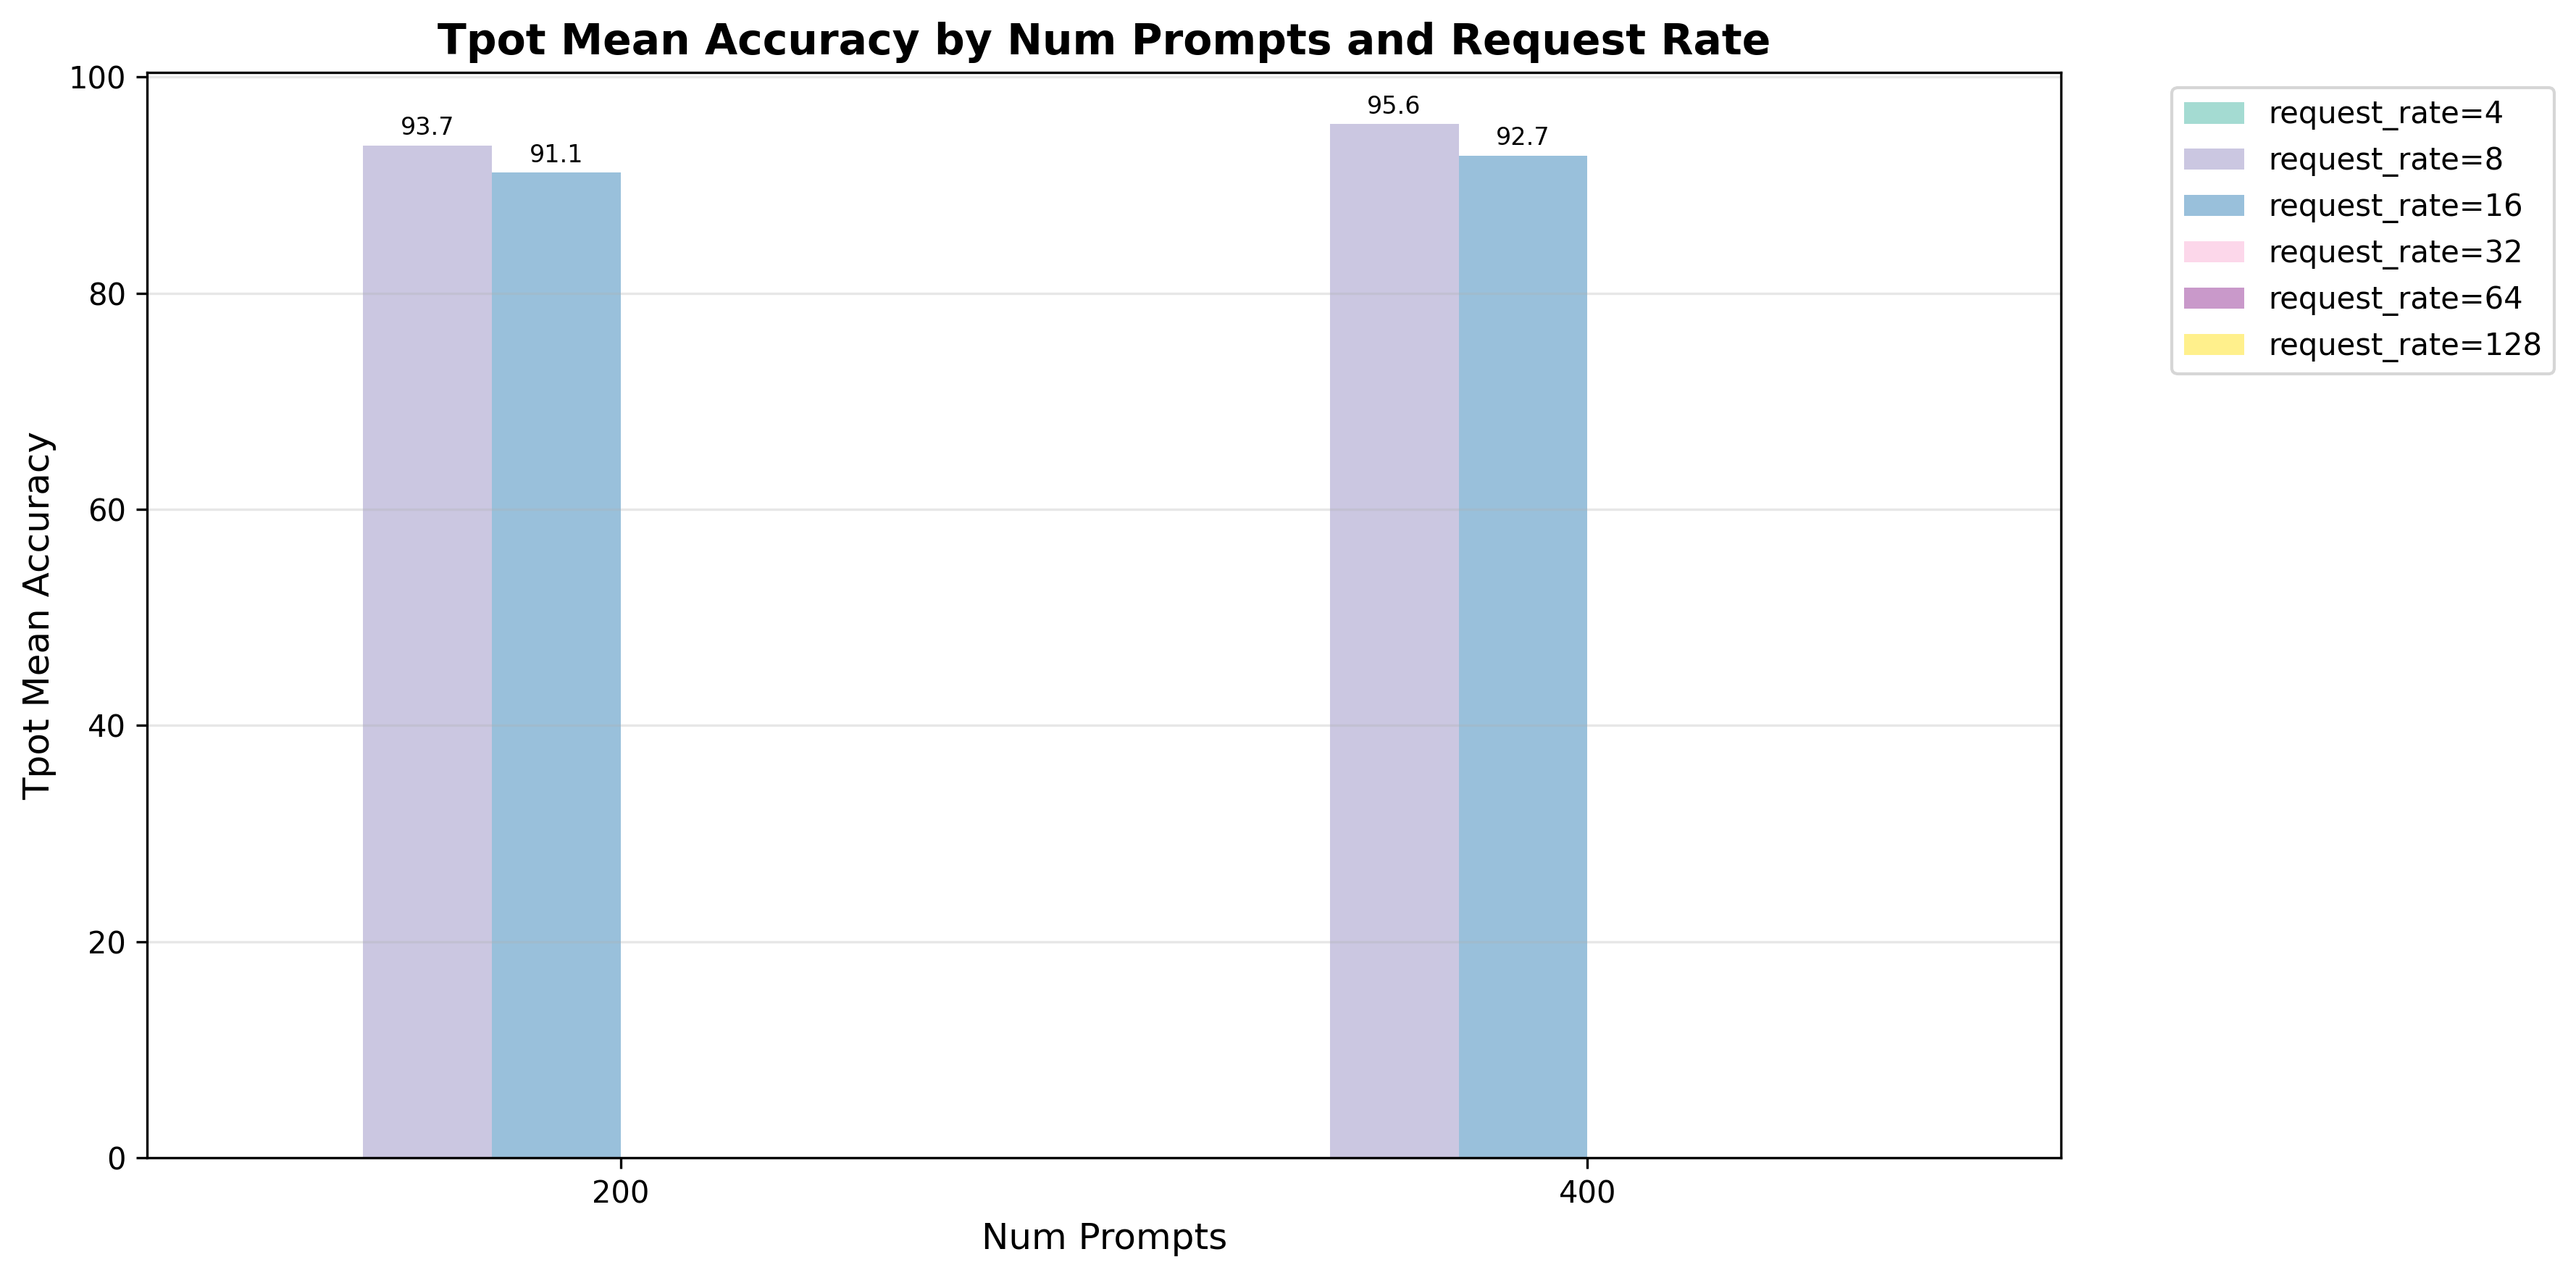 Tpot Mean Accuracy by Num Prompts and Request Rate
100
80
60
40
20
0
Tpot Mean Accuracy
93.7
91.1
95.6
92.7
200
400
Num Prompts
request_rate=4
request_rate=8
request_rate=16
request_rate=32
request_rate=64
request_rate=128